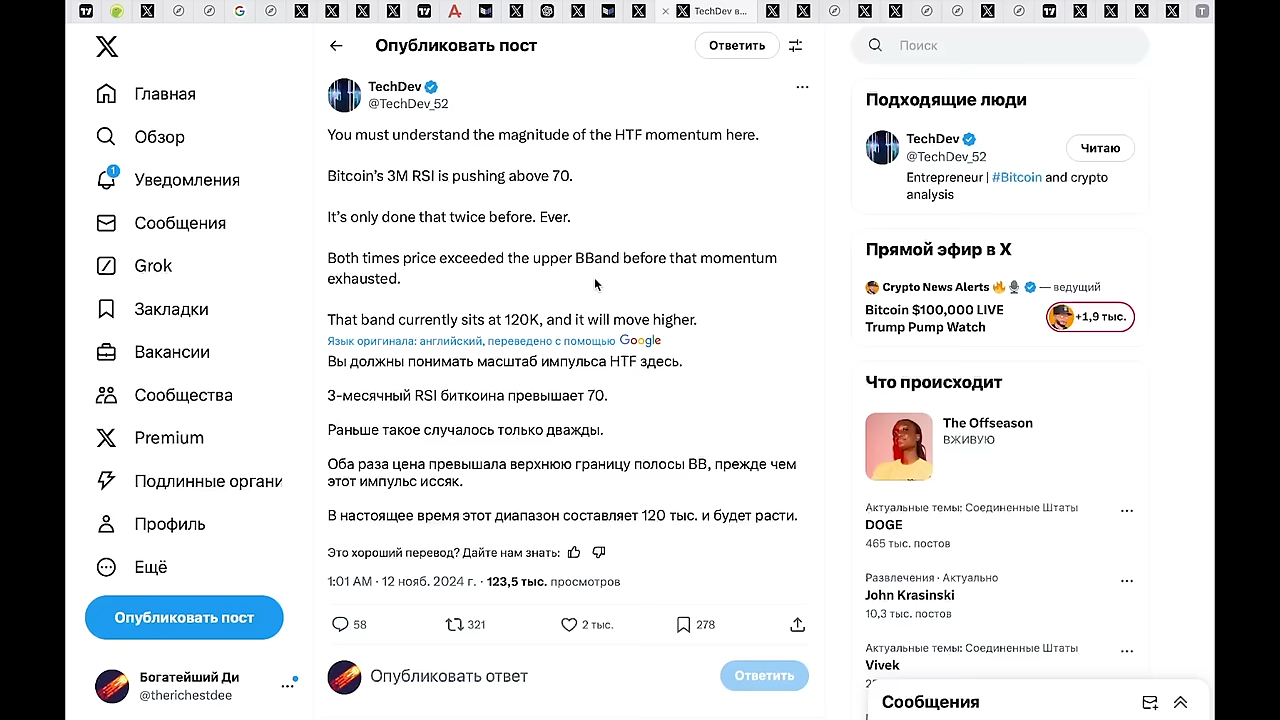 TechDev в...
Опубликовать пост
Ответить
Поиск
Главная
Обзор
1
Уведомления
Сообщения
Grok
Закладки
Вакансии
Сообщества
Premium
Подлинные органи
Профиль
Ещё
Опубликовать пост
Богатейший Ди
@therichestdee
TechDev
@TechDev_52
You must understand the magnitude of the HTF momentum here.
Bitcoin’s 3M RSI is pushing above 70.
It’s only done that twice before. Ever.
Both times price exceeded the upper BBand before that momentum
exhausted.
That band currently sits at 120K, and it will move higher.
Язык оригинала: английский, переведено с помощью Google
Вы должны понимать масштаб импульса HTF здесь.
3-месячный RSI биткоина превышает 70.
Раньше такое случалось только дважды.
Оба раза цена превышала верхнюю границу полосы BB, прежде чем
этот импульс иссяк.
В настоящее время этот диапазон составляет 120 тыс. и будет расти.
Это хороший перевод? Дайте нам знать:
1:01 AM · 12 нояб. 2024 г. · 123,5 тыс. просмотров
58 321 2 тыс. 278
Опубликовать ответ
Ответить
Подходящие люди
TechDev
@TechDev_52
Читаю
Entrepreneur | #Bitcoin and crypto
analysis
Прямой эфир в X
Crypto News Alerts — ведущий
Bitcoin $100,000 LIVE
Trump Pump Watch
+1,9 тыс.
Что происходит
The Offseason
ВЖИВУЮ
Актуальные темы: Соединенные Штаты
DOGE
465 тыс. постов
Развлечения · Актуально
John Krasinski
10,3 тыс. постов
Актуальные темы: Соединенные Штаты
Vivek
Сообщения